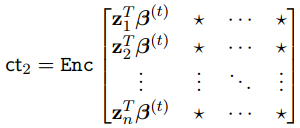 z₁ᵀβ⁽ᵗ⁾ ⋆ ⋯ ⋆
z₂ᵀβ⁽ᵗ⁾ ⋆ ⋯ ⋆
ct₂ = Enc ⋮ ⋮ ⋱ ⋮
zₙᵀβ⁽ᵗ⁾ ⋆ ⋯ ⋆